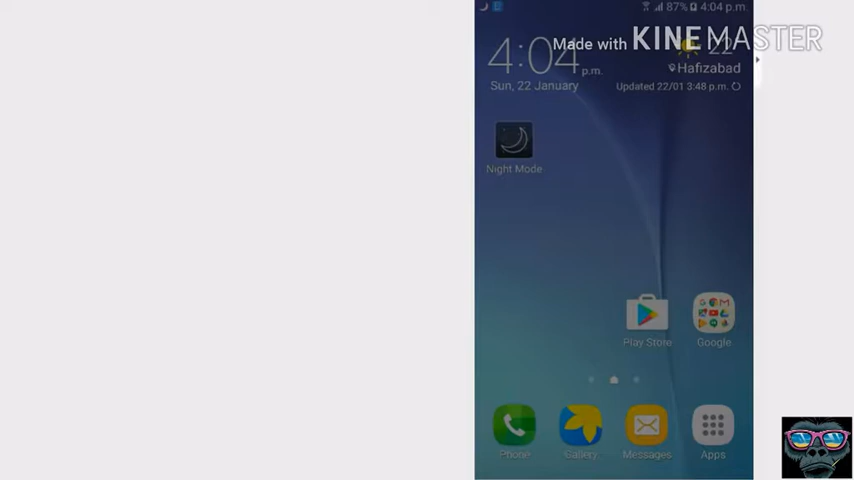 87% 4:04 p.m.
Made with KINEMASTER
4:04 p.m.
22
Hafizabad
Sun, 22 January
Updated 22/01 3:48 p.m.
Night Mode
Play Store
Google
Phone
Gallery
Messages
Apps